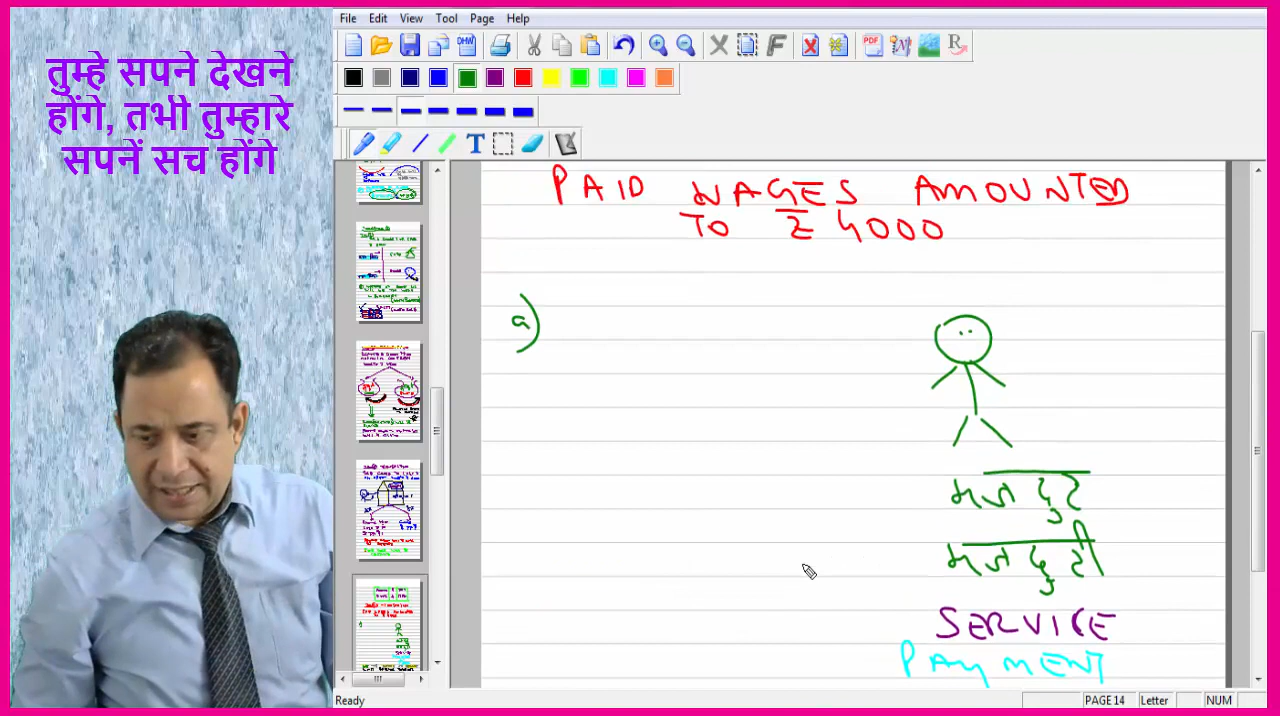 तुम्हे सपने देखने
होंगे, तभी तुम्हारे
सपनें सच होंगे
File Edit View Tool Page Help
PAID WAGES AMOUNTED
TO ₹ 4000
a)
मजदूर
मजदूरी
SERVICE
PAYMENT
Ready PAGE 14 Letter NUM